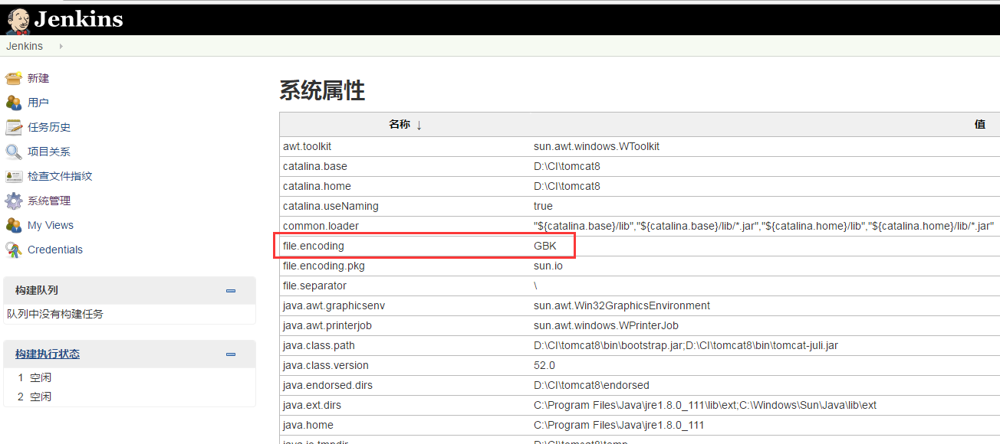 Jenkins
Jenkins
新建
用户
任务历史
项目关系
检查文件指纹
系统管理
My Views
Credentials
构建队列
队列中没有构建任务
构建执行状态
1 空闲
2 空闲
系统属性
名称 ↓ 值
awt.toolkit sun.awt.windows.WToolkit
catalina.base D:\CI\tomcat8
catalina.home D:\CI\tomcat8
catalina.useNaming true
common.loader "${catalina.base}/lib","${catalina.base}/lib/*.jar","${catalina.home}/lib","${catalina.home}/lib/*.jar"
file.encoding GBK
file.encoding.pkg sun.io
file.separator \
java.awt.graphicsenv sun.awt.Win32GraphicsEnvironment
java.awt.printerjob sun.awt.windows.WPrinterJob
java.class.path D:\CI\tomcat8\bin\bootstrap.jar;D:\CI\tomcat8\bin\tomcat-juli.jar
java.class.version 52.0
java.endorsed.dirs D:\CI\tomcat8\endorsed
java.ext.dirs C:\Program Files\Java\jre1.8.0_111\lib\ext;C:\Windows\Sun\Java\lib\ext
java.home C:\Program Files\Java\jre1.8.0_111
java.io.tmpdir D:\CI\tomcat8\temp